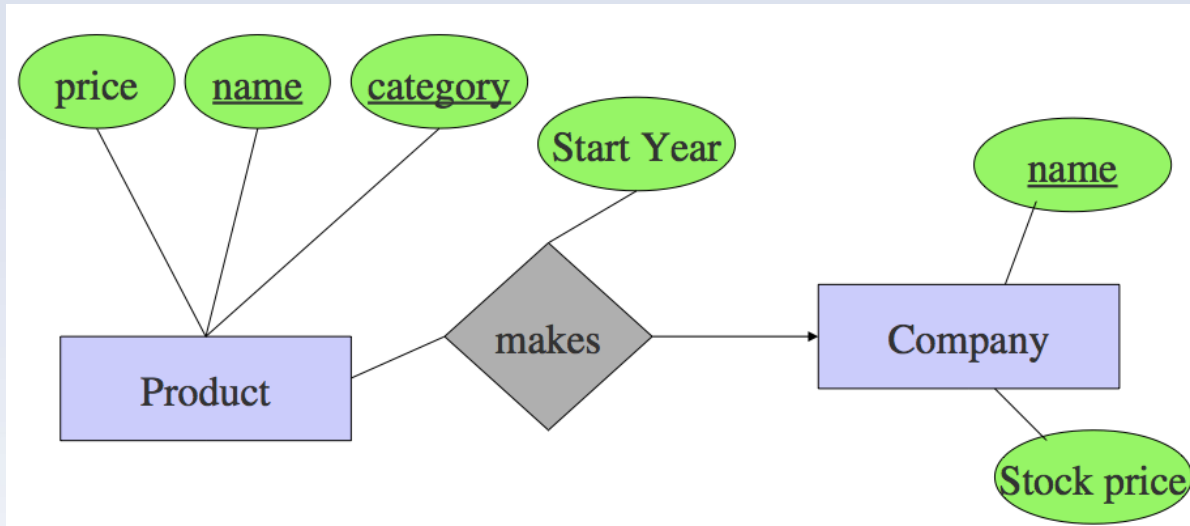 price
name
category
Start Year
name
makes
Company
Product
Stock price